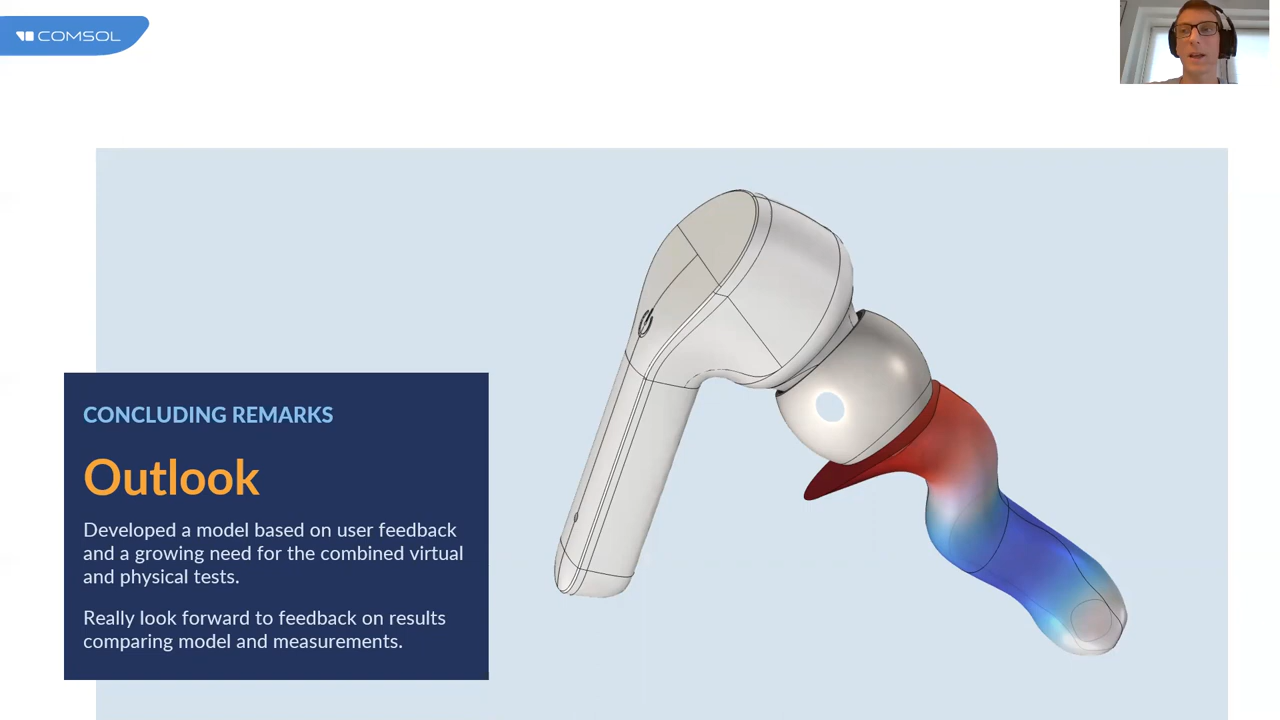 COMSOL
CONCLUDING REMARKS
Outlook
Developed a model based on user feedback
and a growing need for the combined virtual
and physical tests.
Really look forward to feedback on results
comparing model and measurements.